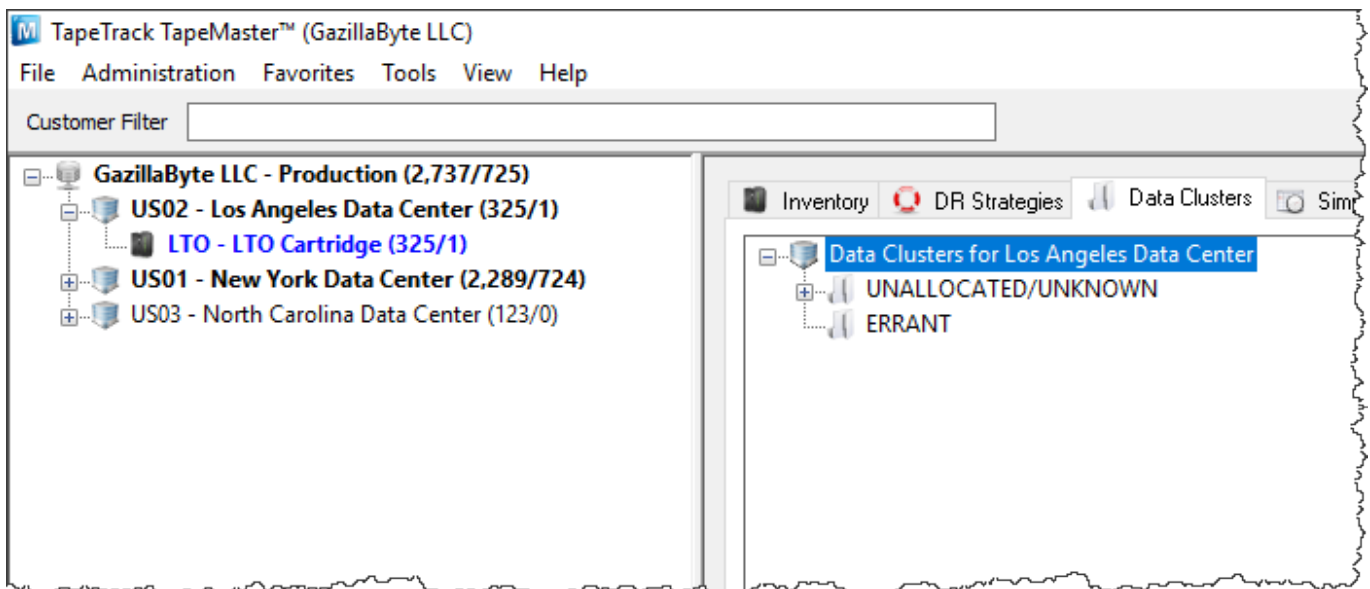 TapeTrack TapeMaster™ (GazillaByte LLC)
File Administration Favorites Tools View Help
Customer Filter
GazillaByte LLC - Production (2,737/725)
US02 - Los Angeles Data Center (325/1)
LTO - LTO Cartridge (325/1)
US01 - New York Data Center (2,289/724)
US03 - North Carolina Data Center (123/0)
Inventory DR Strategies Data Clusters
Data Clusters for Los Angeles Data Center
UNALLOCATED/UNKNOWN
ERRANT